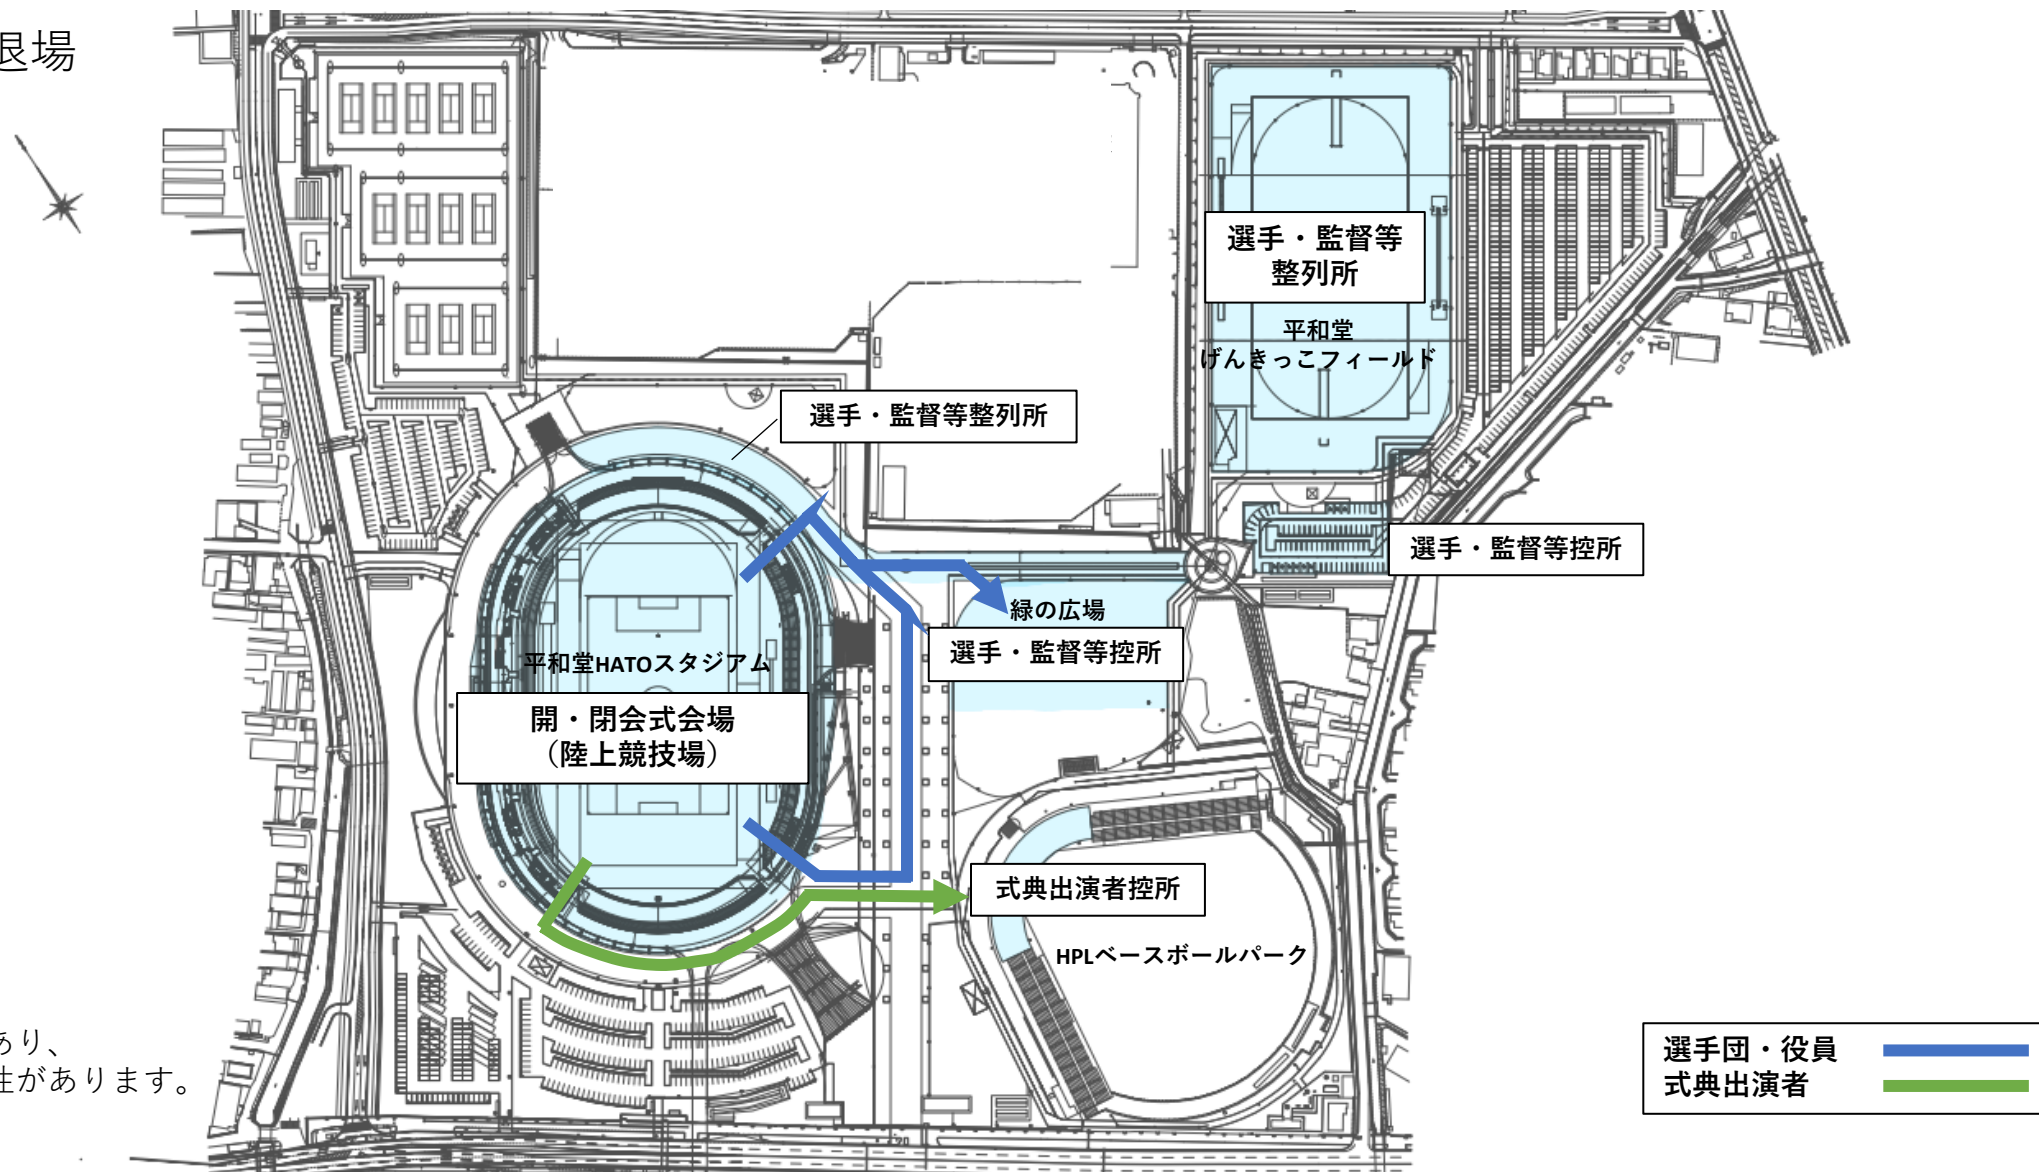 退場
選手・監督等
整列所
平和堂
げんきっこフィールド
選手・監督等整列所
選手・監督等控所
緑の広場
選手・監督等控所
平和堂HATOスタジアム
開・閉会式会場
（陸上競技場）
式典出演者控所
HPLベースボールパーク
あり、
性があります。
選手団・役員
式典出演者